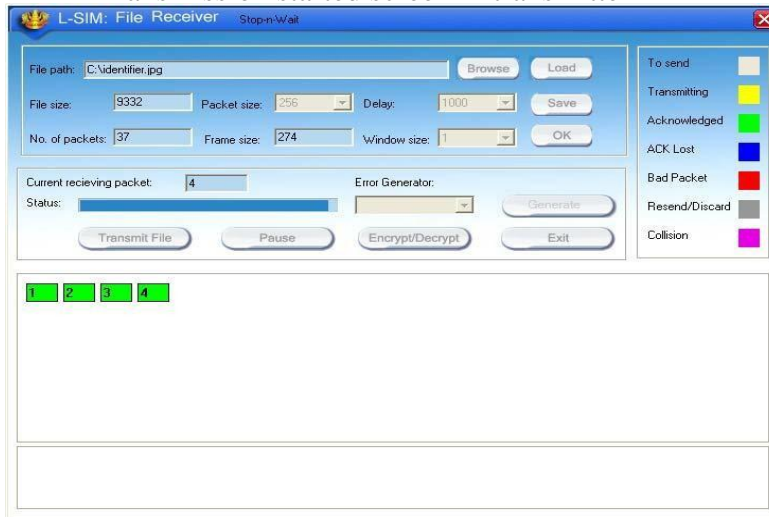 L-SIM: File Receiver Stop-n-Wait
File path: C:\identifier.jpg Browse Load
File size: 9332 Packet size: 256 Delay: 1000 Save
No. of packets: 37 Frame size: 274 Window size: 1 OK
Current recieving packet: 4 Error Generator:
Status: Generate
Transmit File Pause Encrypt/Decrypt Exit
To send
Transmitting
Acknowledged
ACK Lost
Bad Packet
Resend/Discard
Collision
1 2 3 4